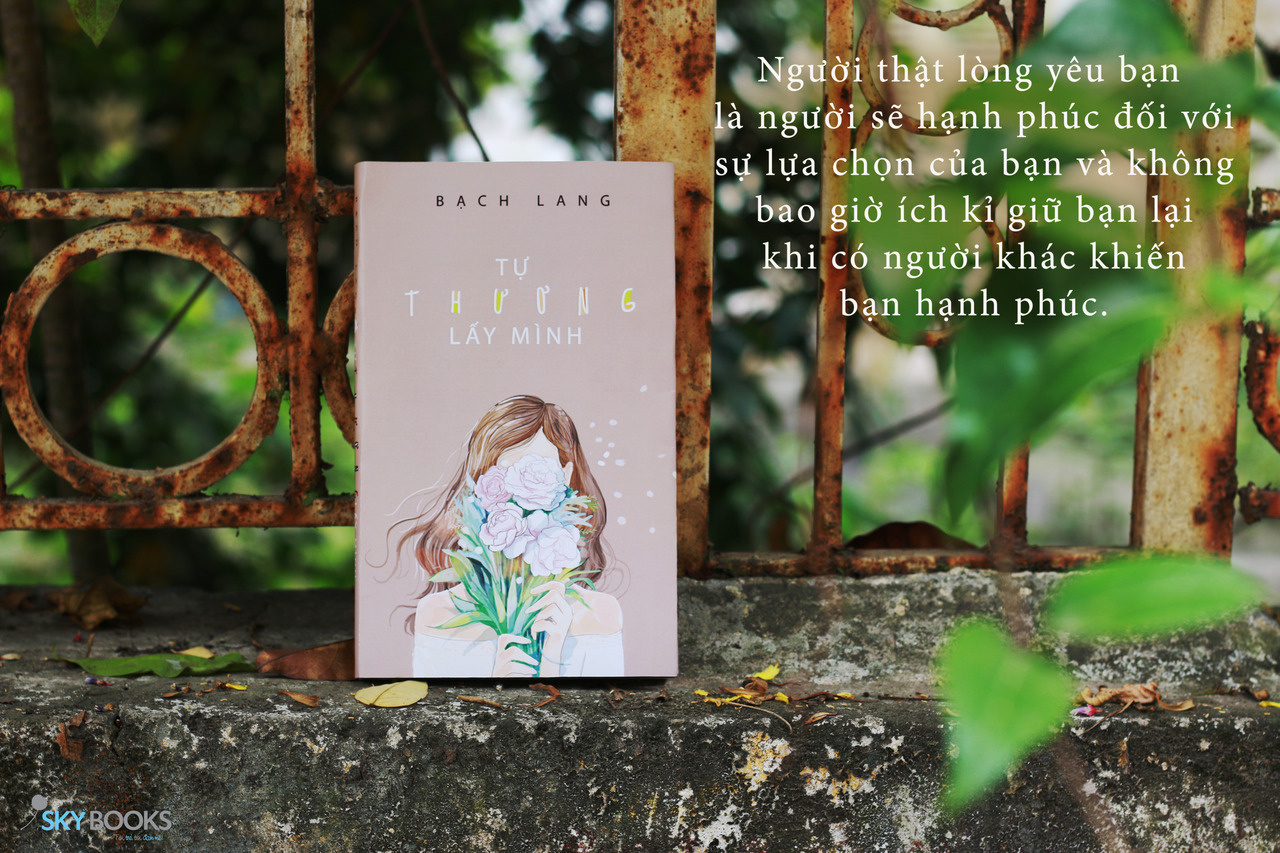 BẠCH LANG
TỰ
THƯƠNG
LẤY MÌNH
Người thật lòng yêu bạn
là người sẽ hạnh phúc đối với
sự lựa chọn của bạn và không
bao giờ ích kỉ giữ bạn lại
khi có người khác khiến
bạn hạnh phúc.
SKYBOOKS